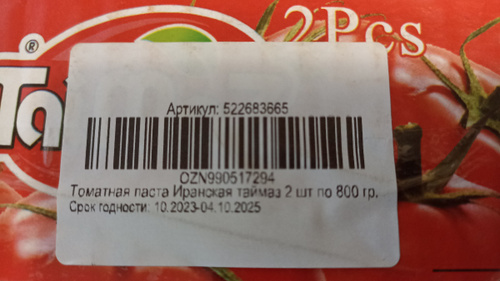 2Pcs
®
Ta
Артикул: 522683665
OZN990517294
Томатная паста Иранская таймаз 2 шт по 800 гр.
Срок годности: 10.2023-04.10.2025